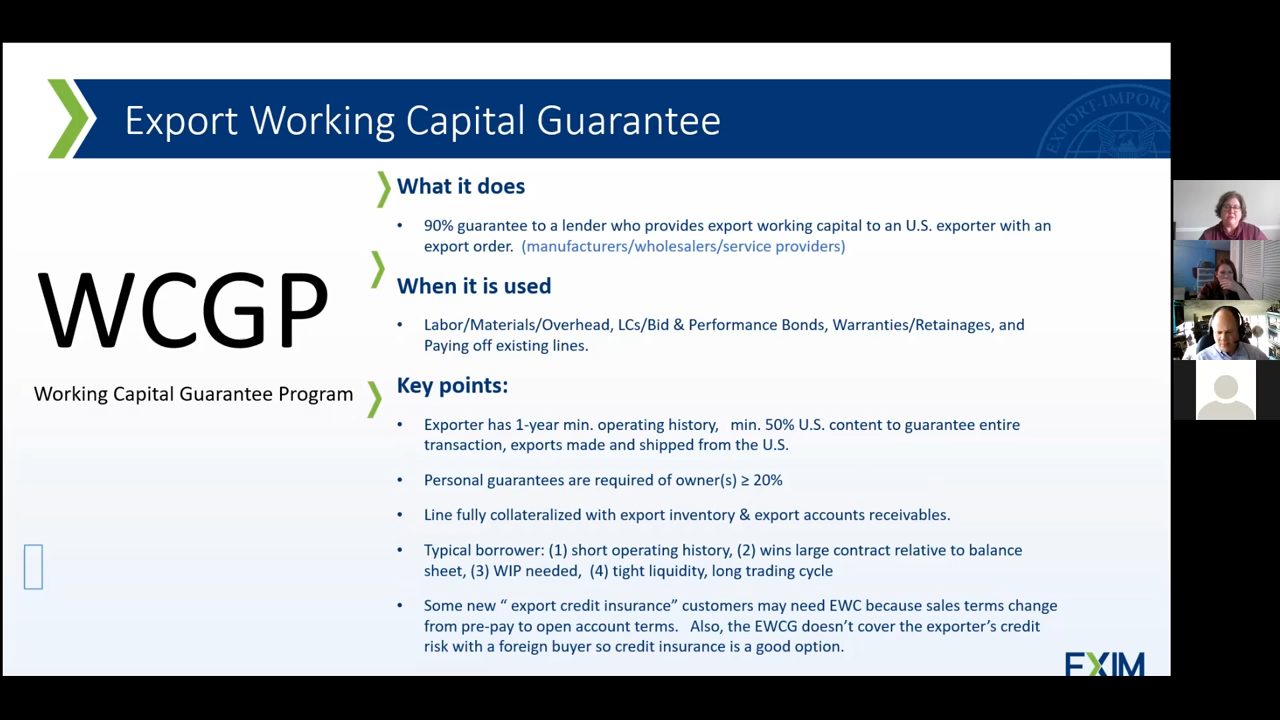 Export Working Capital Guarantee
EXPORT-IMPORT
WCGP
Working Capital Guarantee Program
What it does
• 90% guarantee to a lender who provides export working capital to an U.S. exporter with an
export order. (manufacturers/wholesalers/service providers)
When it is used
• Labor/Materials/Overhead, LCs/Bid & Performance Bonds, Warranties/Retainages, and
Paying off existing lines.
Key points:
• Exporter has 1-year min. operating history, min. 50% U.S. content to guarantee entire
transaction, exports made and shipped from the U.S.
• Personal guarantees are required of owner(s) ≥ 20%
• Line fully collateralized with export inventory & export accounts receivables.
• Typical borrower: (1) short operating history, (2) wins large contract relative to balance
sheet, (3) WIP needed, (4) tight liquidity, long trading cycle
• Some new “ export credit insurance” customers may need EWC because sales terms change
from pre-pay to open account terms. Also, the EWCG doesn’t cover the exporter’s credit
risk with a foreign buyer so credit insurance is a good option.
EXIM